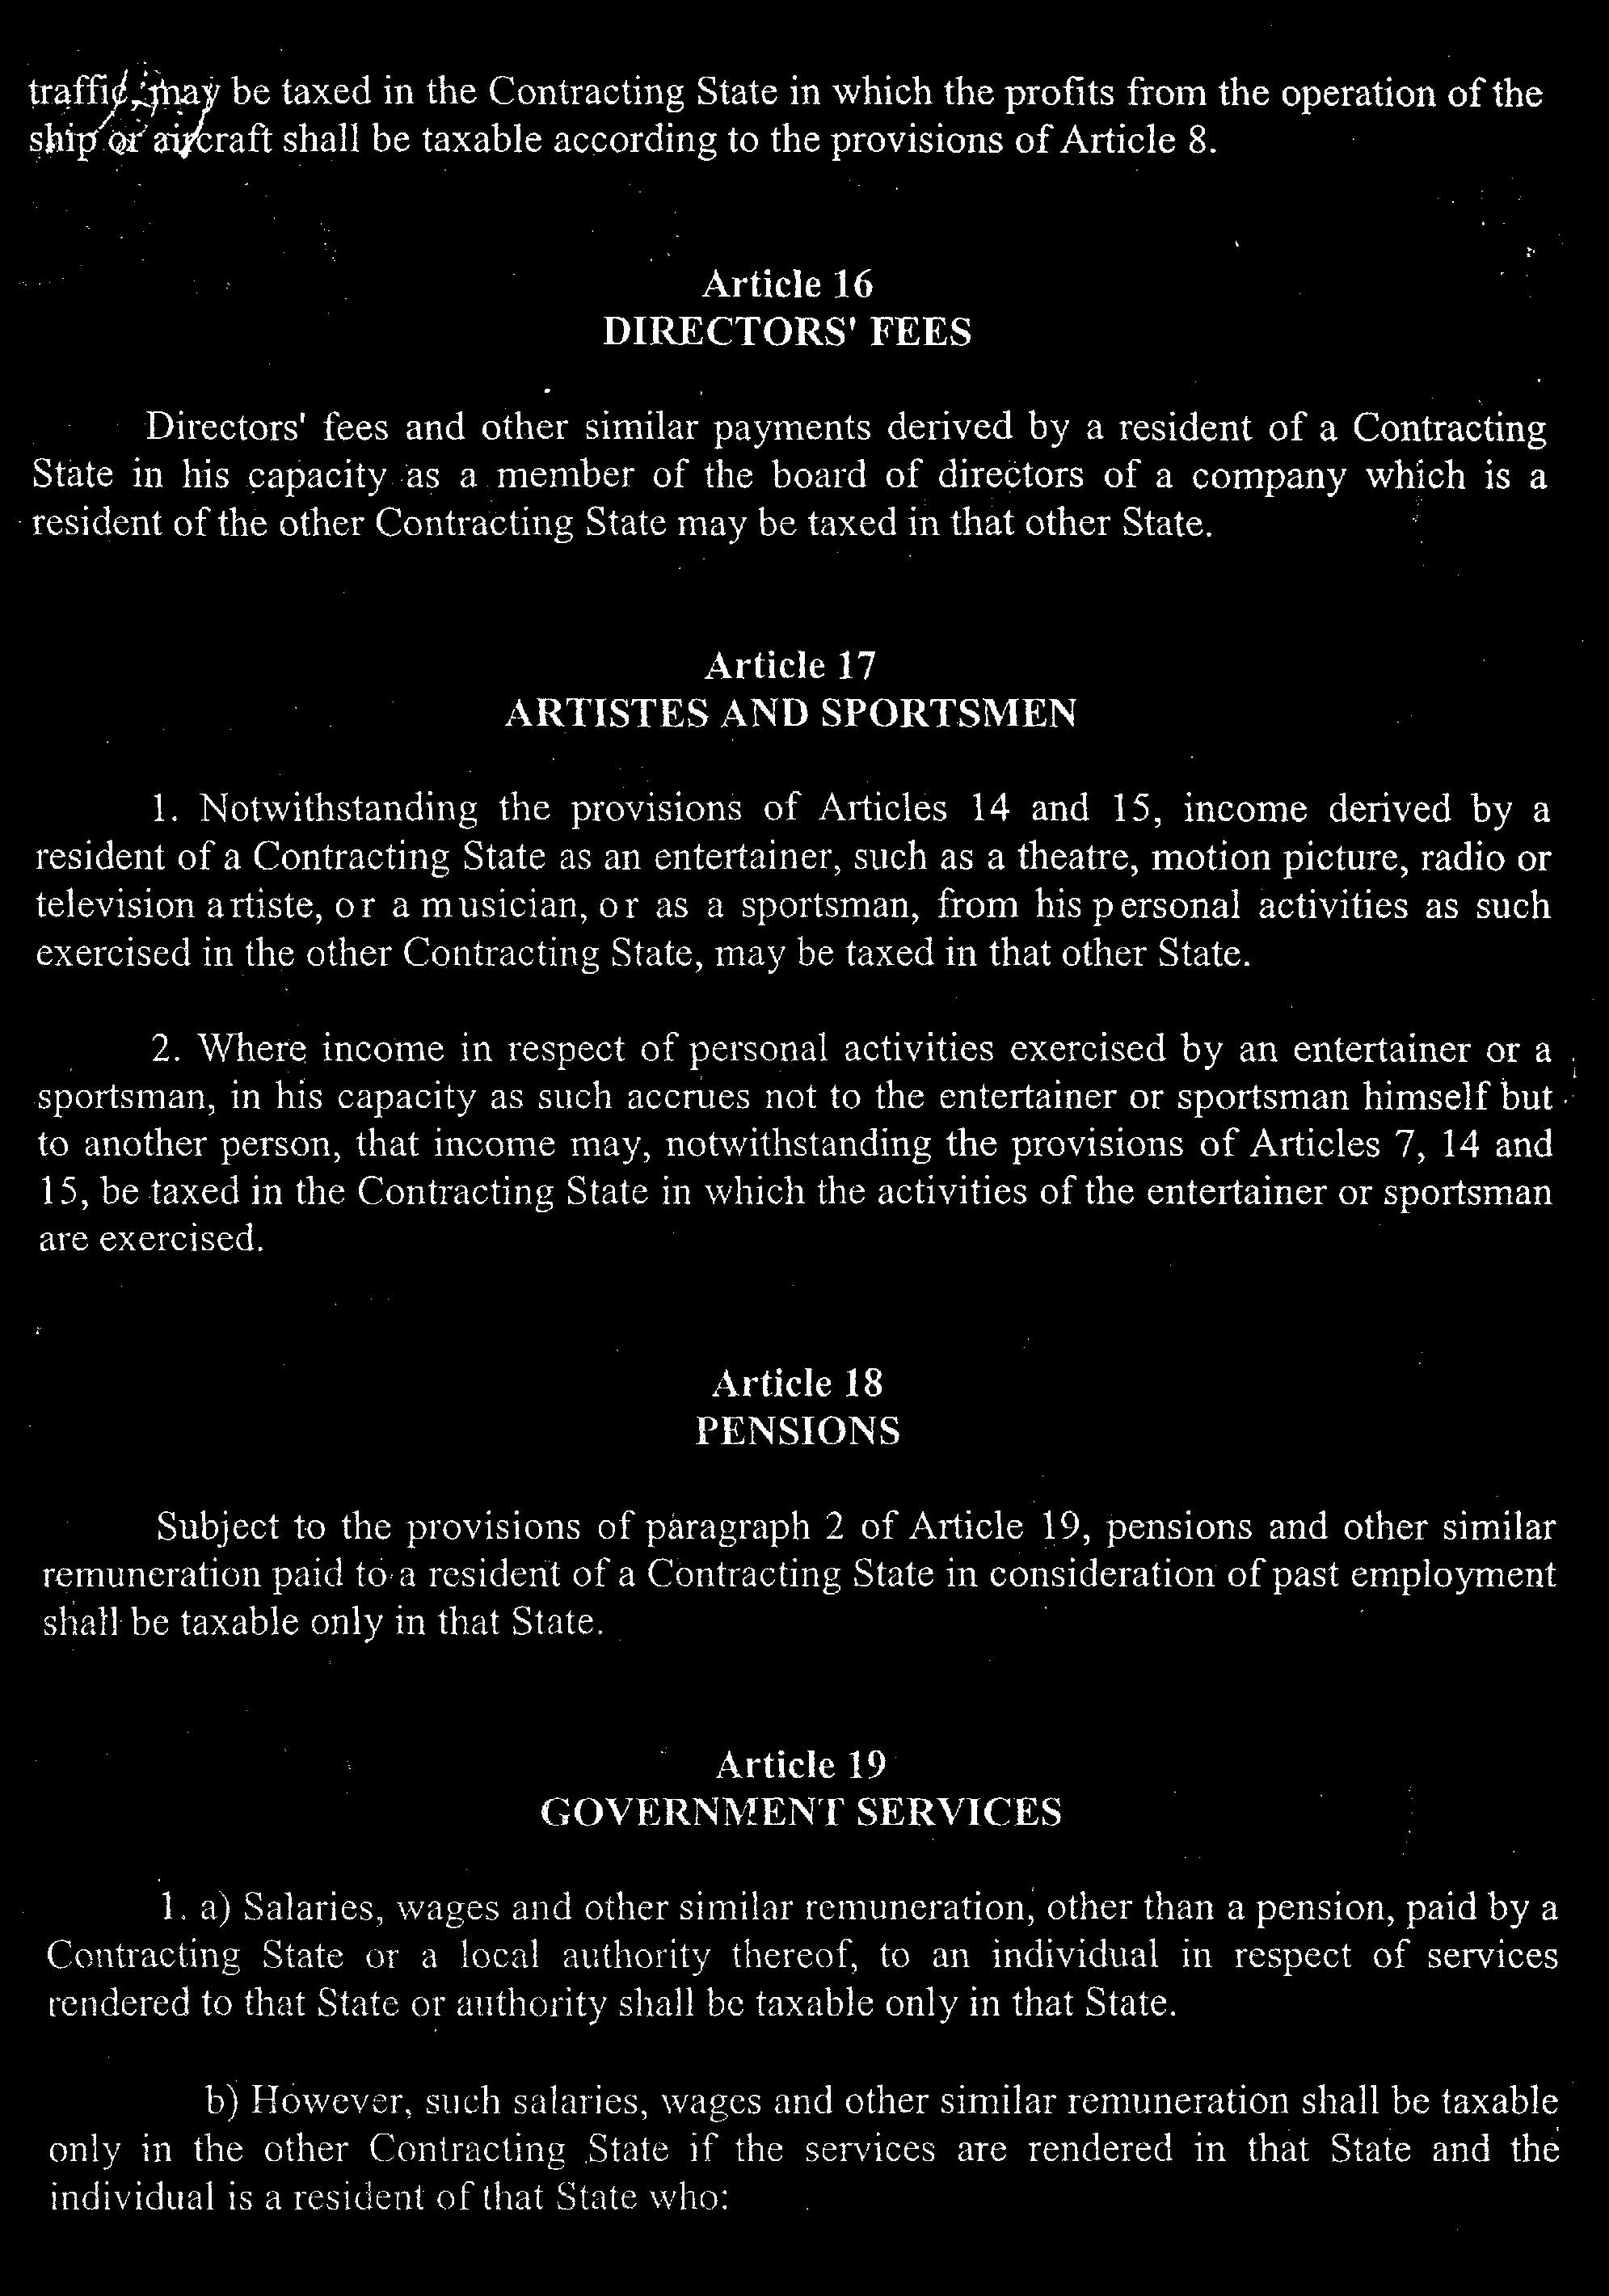 traffic, may be taxed in the Contracting State in which the profits from the operation of the
ship or aircraft shall be taxable according to the provisions of Article 8.
Article 16
DIRECTORS' FEES
Directors' fees and other similar payments derived by a resident of a Contracting
State in his capacity as a member of the board of directors of a company which is a
resident of the other Contracting State may be taxed in that other State.
Article 17
ARTISTES AND SPORTSMEN
1. Notwithstanding the provisions of Articles 14 and 15, income derived by a
resident of a Contracting State as an entertainer, such as a theatre, motion picture, radio or
television artiste, or a musician, or as a sportsman, from his personal activities as such
exercised in the other Contracting State, may be taxed in that other State.
2. Where income in respect of personal activities exercised by an entertainer or a
sportsman, in his capacity as such accrues not to the entertainer or sportsman himself but
to another person, that income may, notwithstanding the provisions of Articles 7, 14 and
15, be taxed in the Contracting State in which the activities of the entertainer or sportsman
are exercised.
Article 18
PENSIONS
Subject to the provisions of paragraph 2 of Article 19, pensions and other similar
remuneration paid to a resident of a Contracting State in consideration of past employment
shall be taxable only in that State.
Article 19
GOVERNMENT SERVICES
1. a) Salaries, wages and other similar remuneration, other than a pension, paid by a
Contracting State or a local authority thereof, to an individual in respect of services
rendered to that State or authority shall be taxable only in that State.
b) However, such salaries, wages and other similar remuneration shall be taxable
only in the other Contracting State if the services are rendered in that State and the
individual is a resident of that State who: